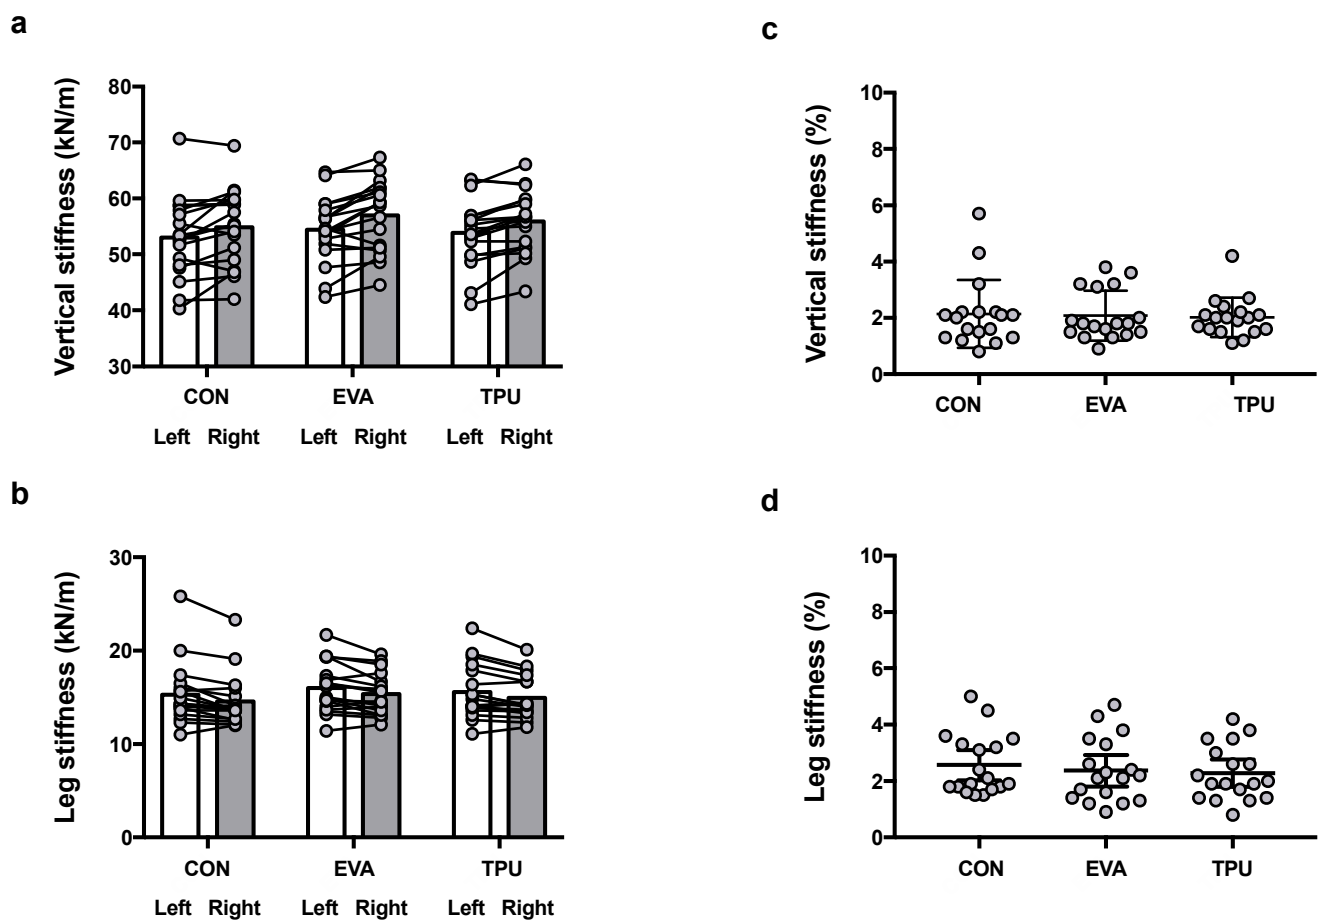 a
Vertical stiffness (kN/m)
80
70
60
50
40
30
CON EVA TPU
Left Right Left Right Left Right
c
Vertical stiffness (%)
10
8
6
4
2
0
CON EVA TPU
b
Leg stiffness (kN/m)
30
20
10
0
CON EVA TPU
Left Right Left Right Left Right
d
Leg stiffness (%)
10
8
6
4
2
0
CON EVA TPU